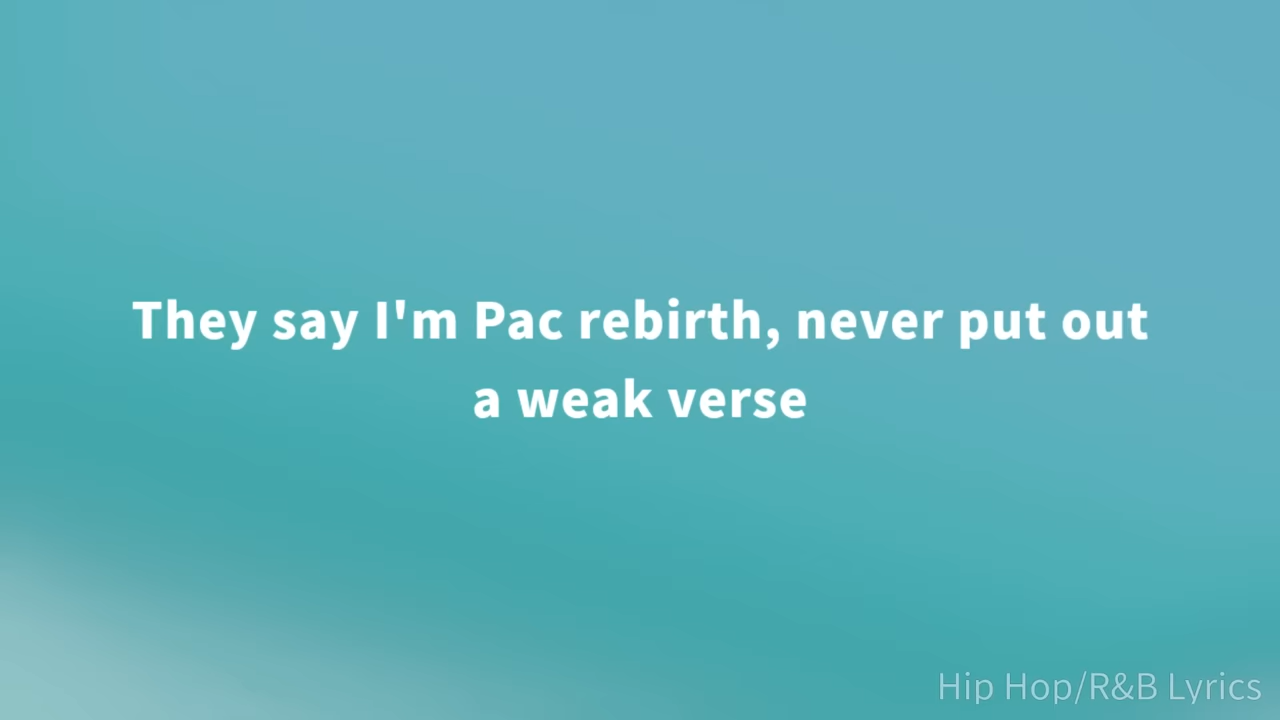 They say I'm Pac rebirth, never put out
a weak verse
Hip Hop/R&B Lyrics